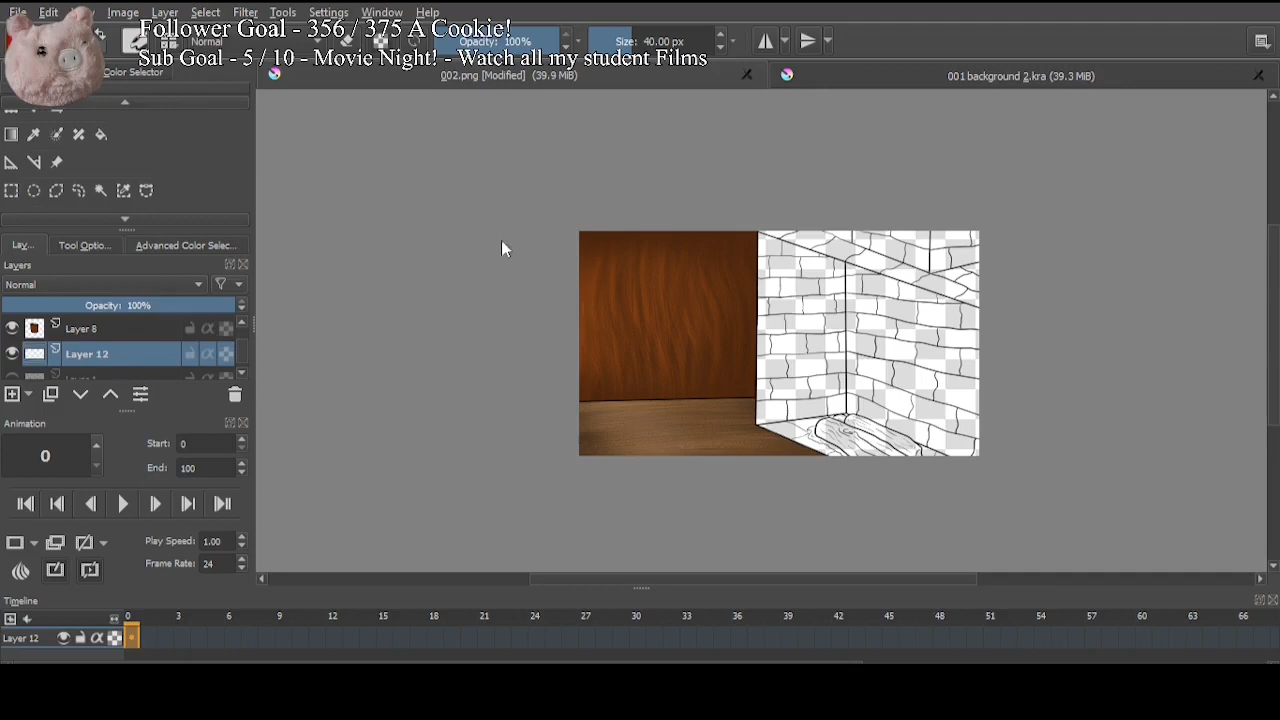 File Edit View Image Layer Select Filter Tools Settings Window Help
Follower Goal - 356 / 375 A Cookie!
Normal Opacity: 100% Size: 40.00 px
Sub Goal - 5 / 10 - Movie Night! - Watch all my student Films
Color Selector
002.png [Modified] (39.9 MiB)
001 background 2.kra (39.3 MiB)
Lay... Tool Optio... Advanced Color Selec...
Layers
Normal
Opacity: 100%
Layer 8
Layer 12
Animation
0
Start: 0
End: 100
Play Speed: 1.00
Frame Rate: 24
Timeline
0 3 6 9 12 15 18 21 24 27 30 33 36 39 42 45 48 51 54 57 60 63 66
Layer 12